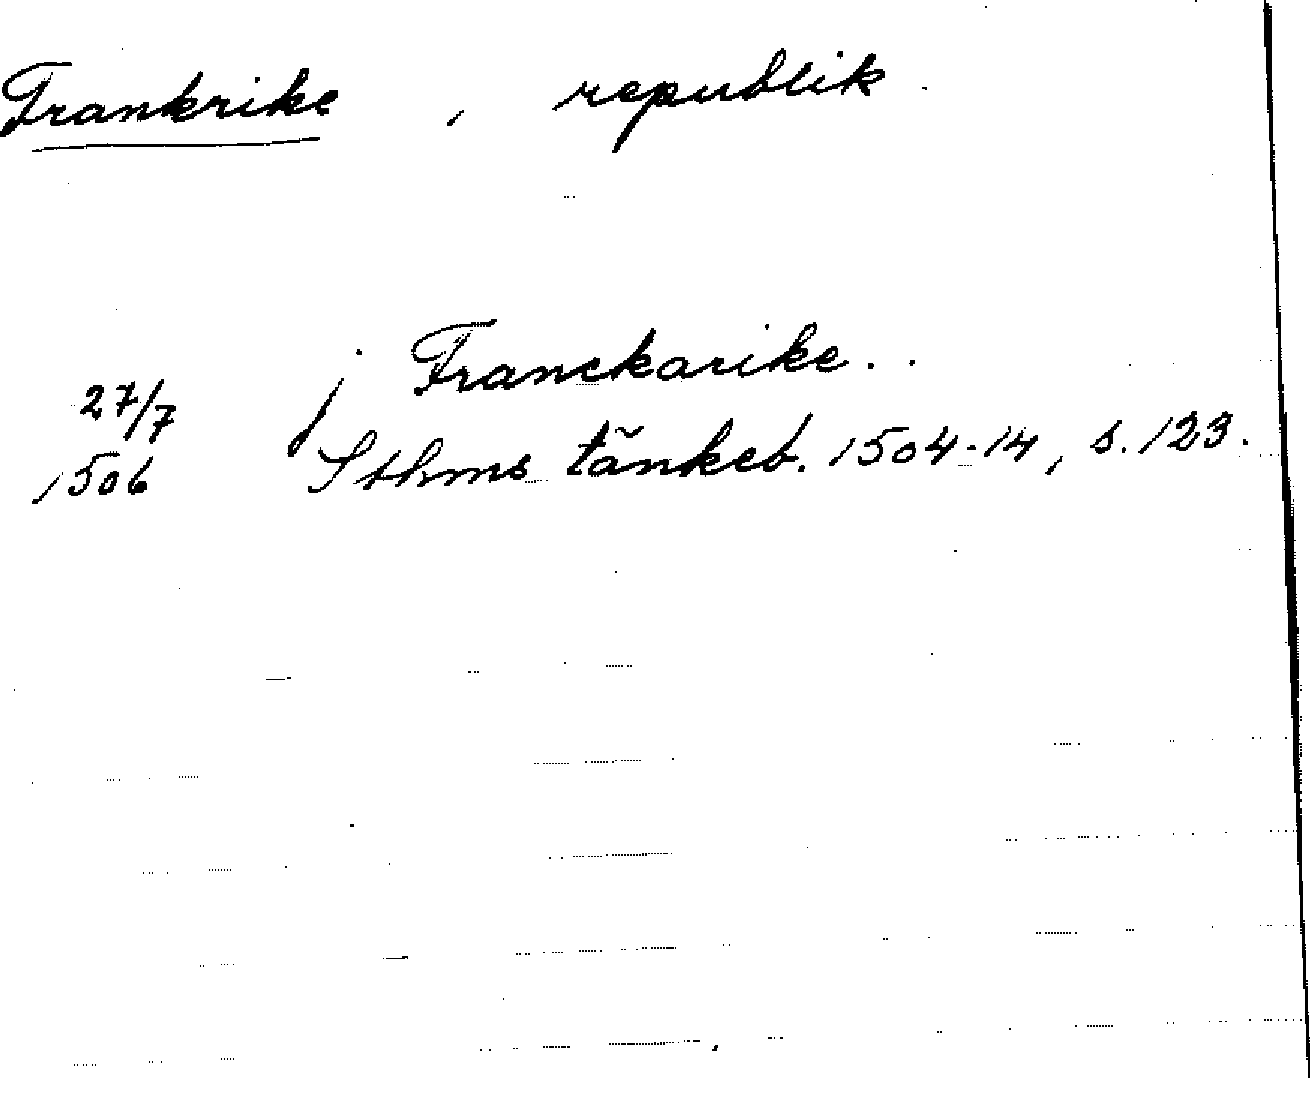 Frankrike , republik
27/7 j Franckarike . .
1506 Sthms tänkeb. 1504-14, s. 123.